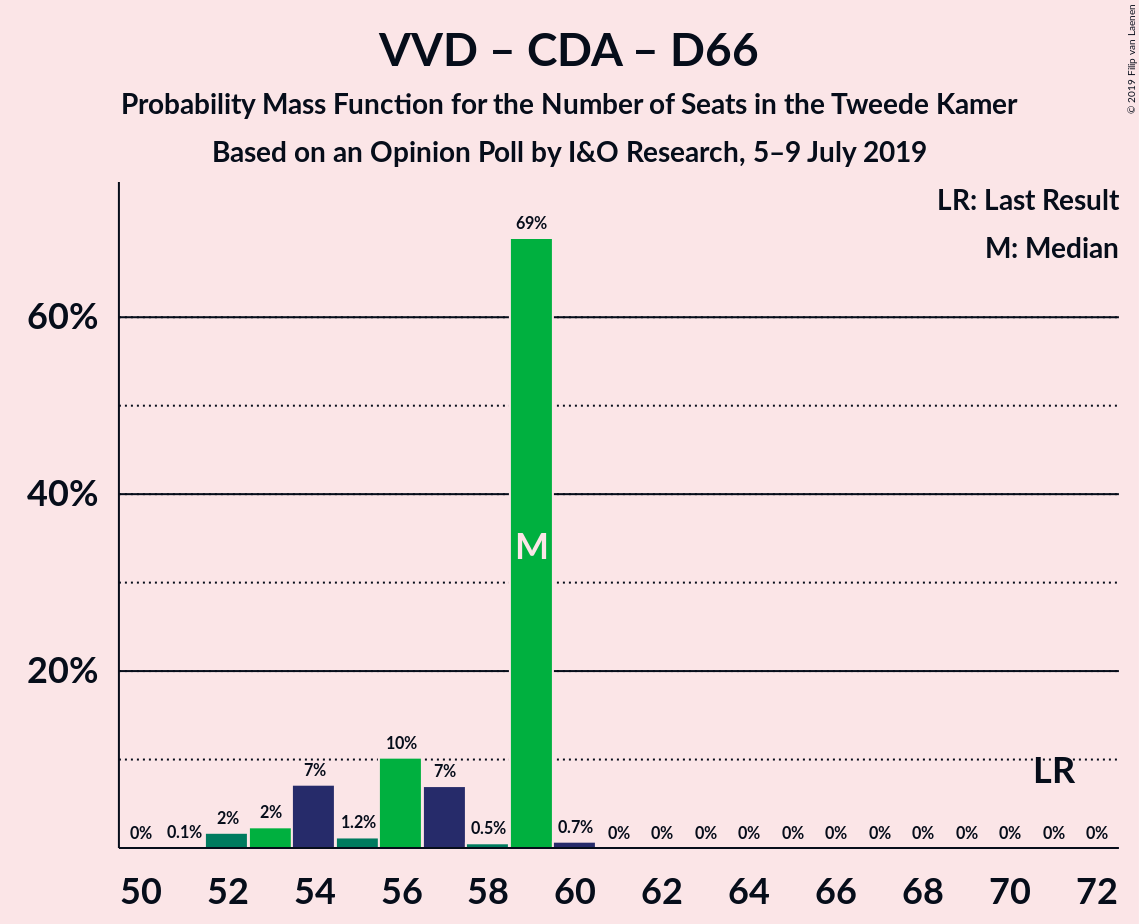 VVD – CDA – D66
Probability Mass Function for the Number of Seats in the Tweede Kamer
Based on an Opinion Poll by I&O Research, 5–9 July 2019
© 2019 Filip van Laenen
LR: Last Result
M: Median
69%
60%
40%
M
20%
10%
LR
7%
7%
0%
0.1%
2%
2%
1.2%
0.5%
0.7%
0%
0%
0%
0%
0%
0%
0%
0%
0%
0%
0%
0%
50 52 54 56 58 60 62 64 66 68 70 72